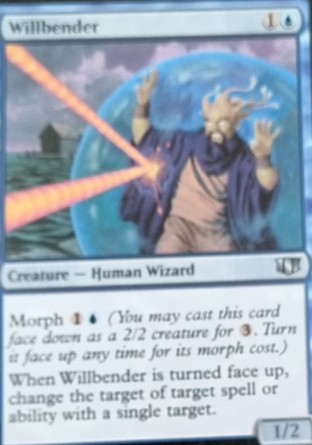 Willbender 1
Creature — Human Wizard
Morph 1 (You may cast this card
face down as a 2/2 creature for 3. Turn
it face up any time for its morph cost.)
When Willbender is turned face up,
change the target of target spell or
ability with a single target.
1/2